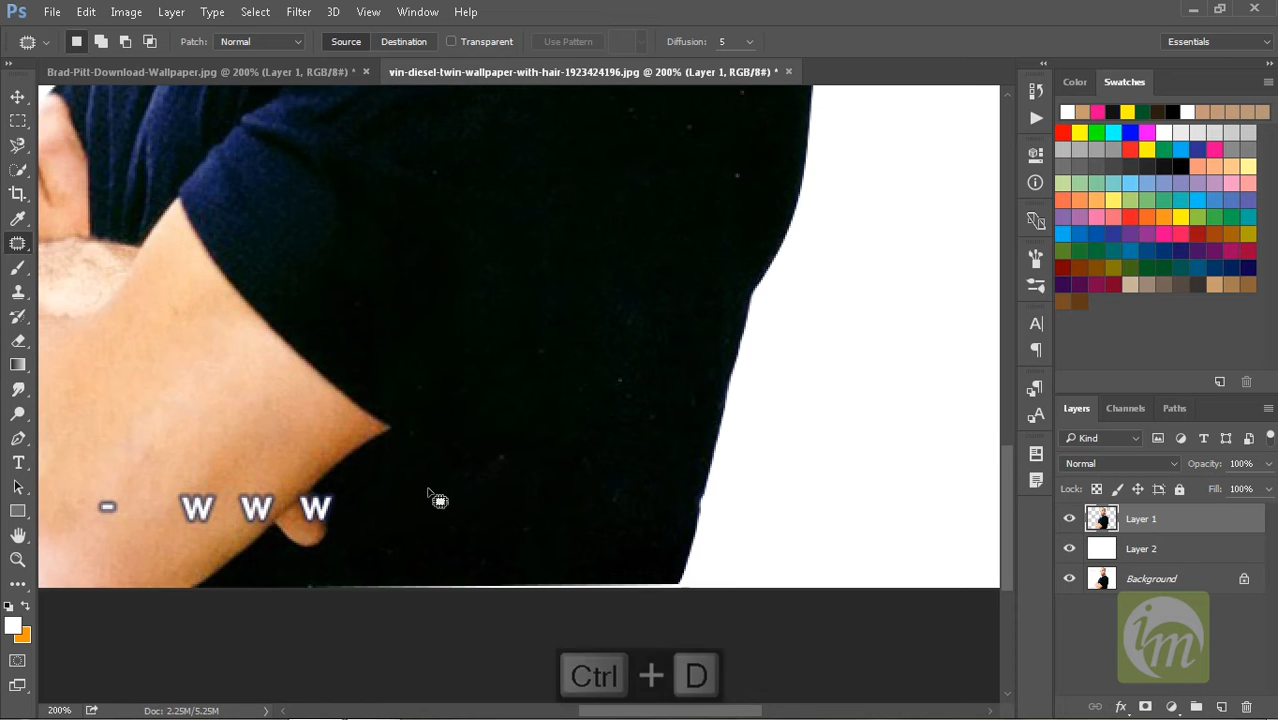 Ps File Edit Image Layer Type Select Filter 3D View Window Help
Patch: Normal Source Destination Transparent Use Pattern Diffusion: 5 Essentials
Brad-Pitt-Download-Wallpaper.jpg @ 200% (Layer 1, RGB/8#) * × vin-diesel-twin-wallpaper-with-hair-1923424196.jpg @ 200% (Layer 1, RGB/8#) * ×
Color Swatches
Layers Channels Paths
Kind
Normal Opacity: 100%
Lock: Fill: 100%
Layer 1
Layer 2
Background
- W W W
im
Ctrl + D
200% Doc: 2.25M/5.25M